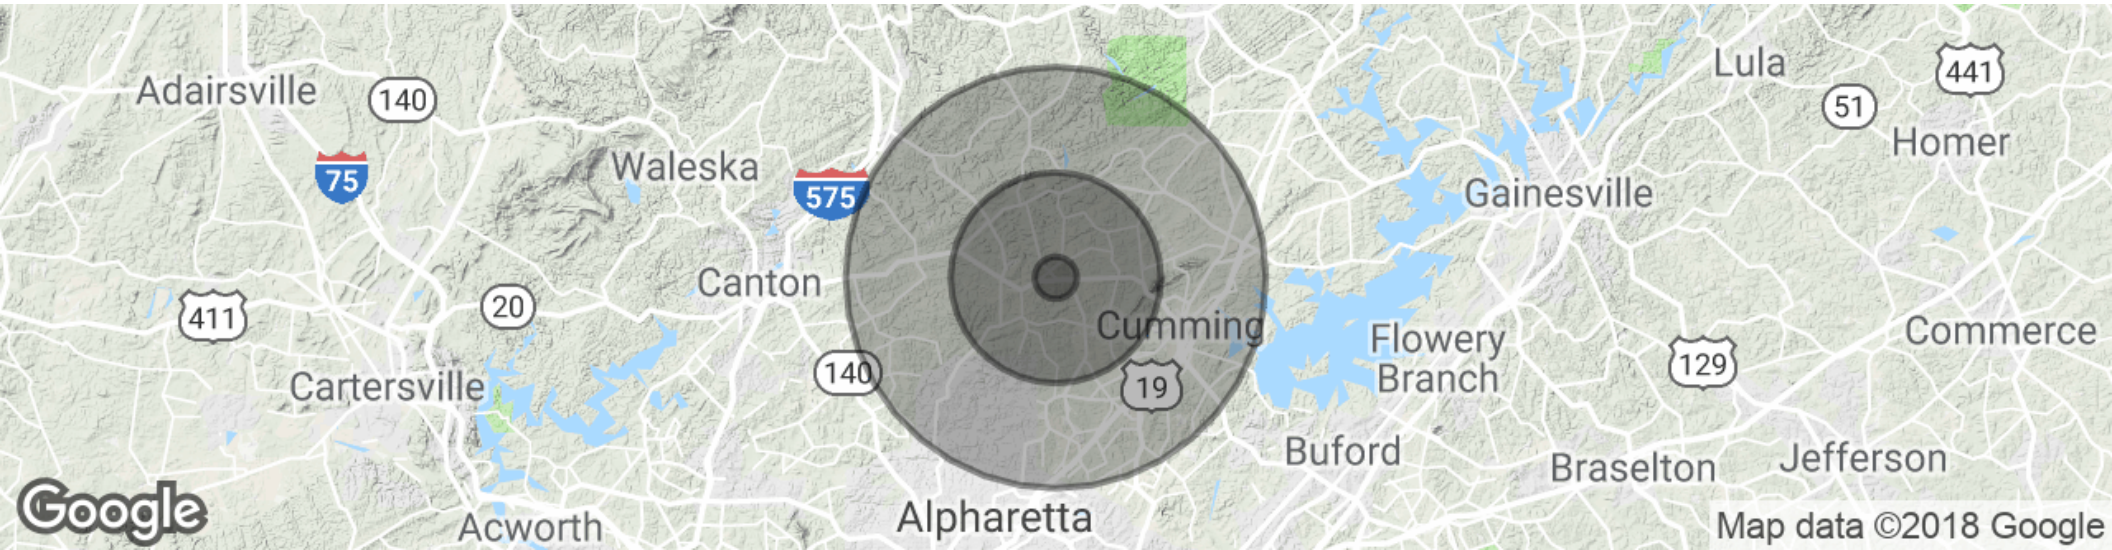 Lula
441
Adairsville
140
51
Homer
Waleska
75
575
Gainesville
Canton
20
411
Cumming
Flowery
Branch
Commerce
129
140
Cartersville
19
Buford
Braselton
Jefferson
Google
Acworth
Alpharetta
Map data ©2018 Google